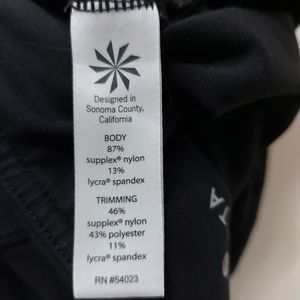 Designed in
Sonoma County,
California
BODY
87%
supplex® nylon
13%
lycra® spandex
TRIMMING
46%
supplex® nylon
43% polyester
11%
lycra® spandex
RN #54023
T A